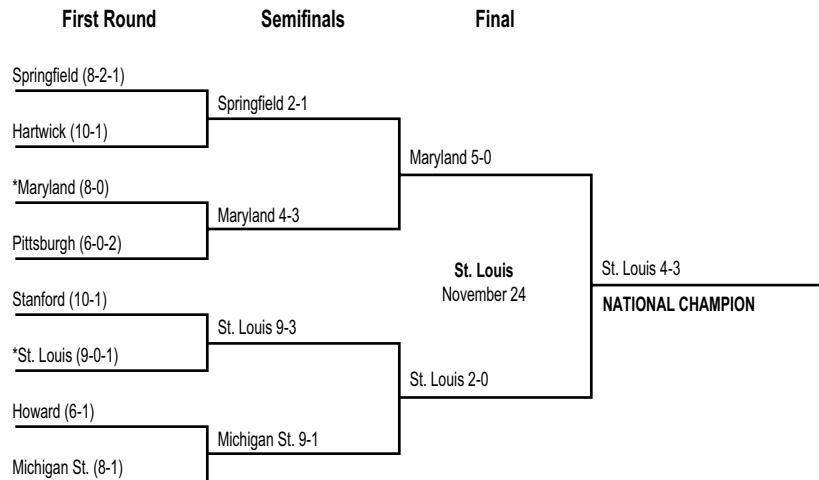 First Round Semifinals Final
Springfield (8-2-1)
Springfield 2-1
Hartwick (10-1)
Maryland 5-0
*Maryland (8-0)
Maryland 4-3
Pittsburgh (6-0-2)
St. Louis
November 24
St. Louis 4-3
NATIONAL CHAMPION
Stanford (10-1)
St. Louis 9-3
*St. Louis (9-0-1)
St. Louis 2-0
Howard (6-1)
Michigan St. 9-1
Michigan St. (8-1)